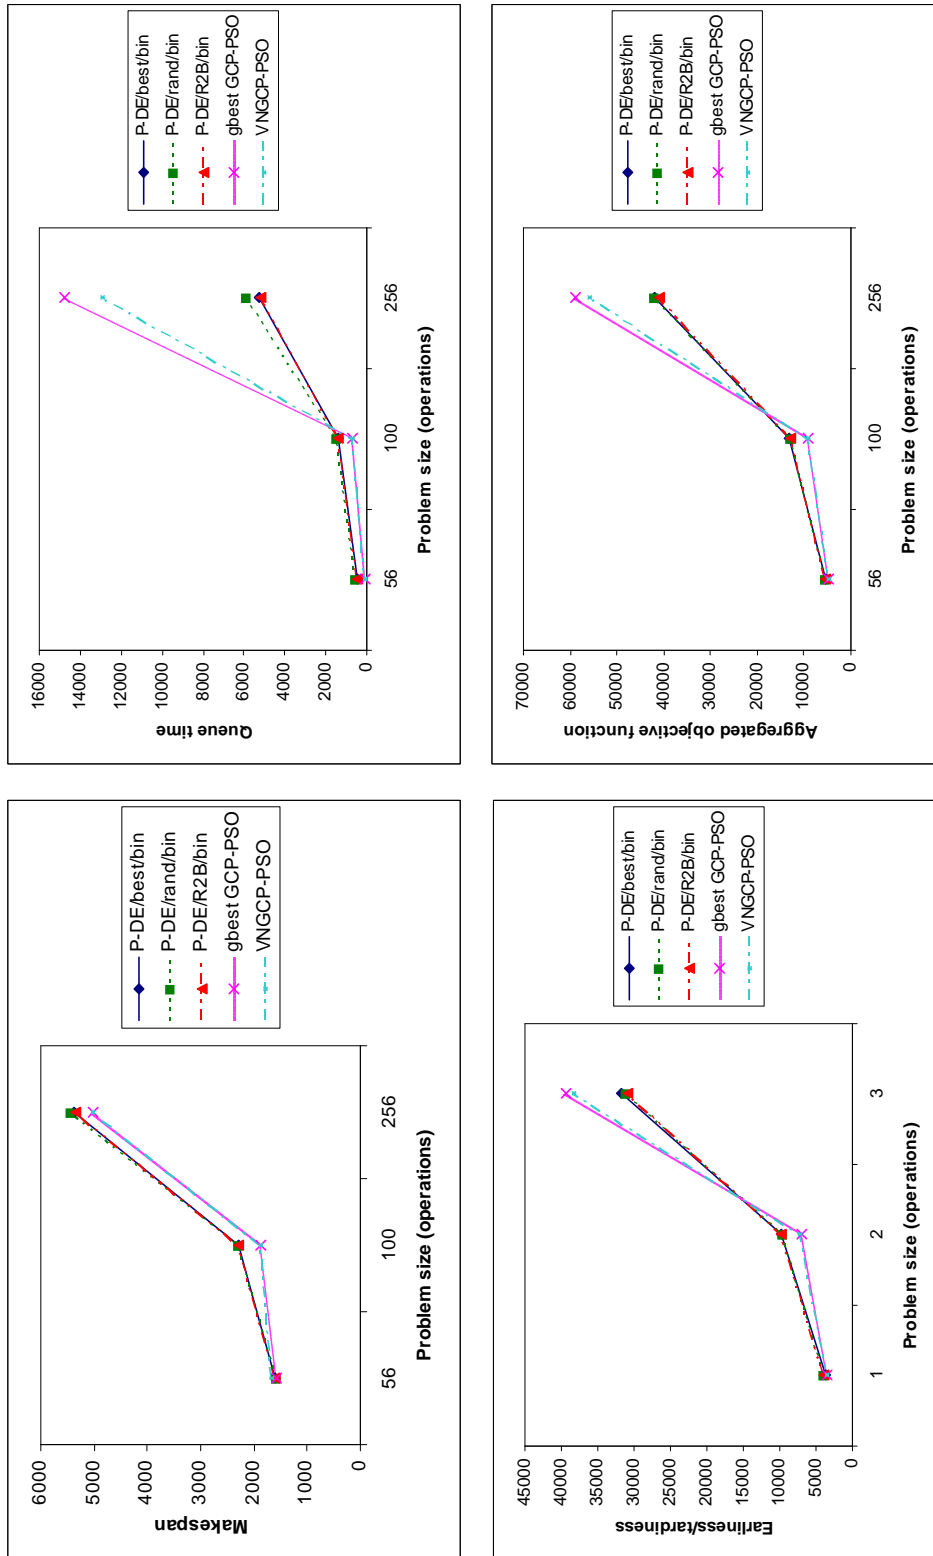 6000
5000
4000
3000
2000
1000
0
Makespan
56
100
256
Problem size (operations)
P-DE/best/bin
P-DE/rand/bin
P-DE/R2B/bin
gbest GCP-PSO
VNGCP-PSO
16000
14000
12000
10000
8000
6000
4000
2000
0
Queue time
56
100
256
Problem size (operations)
P-DE/best/bin
P-DE/rand/bin
P-DE/R2B/bin
gbest GCP-PSO
VNGCP-PSO
45000
40000
35000
30000
25000
20000
15000
10000
5000
0
Earliness/tardiness
1
2
3
Problem size (operations)
P-DE/best/bin
P-DE/rand/bin
P-DE/R2B/bin
gbest GCP-PSO
VNGCP-PSO
70000
60000
50000
40000
30000
20000
10000
0
Aggregated objective function
56
100
256
Problem size (operations)
P-DE/best/bin
P-DE/rand/bin
P-DE/R2B/bin
gbest GCP-PSO
VNGCP-PSO